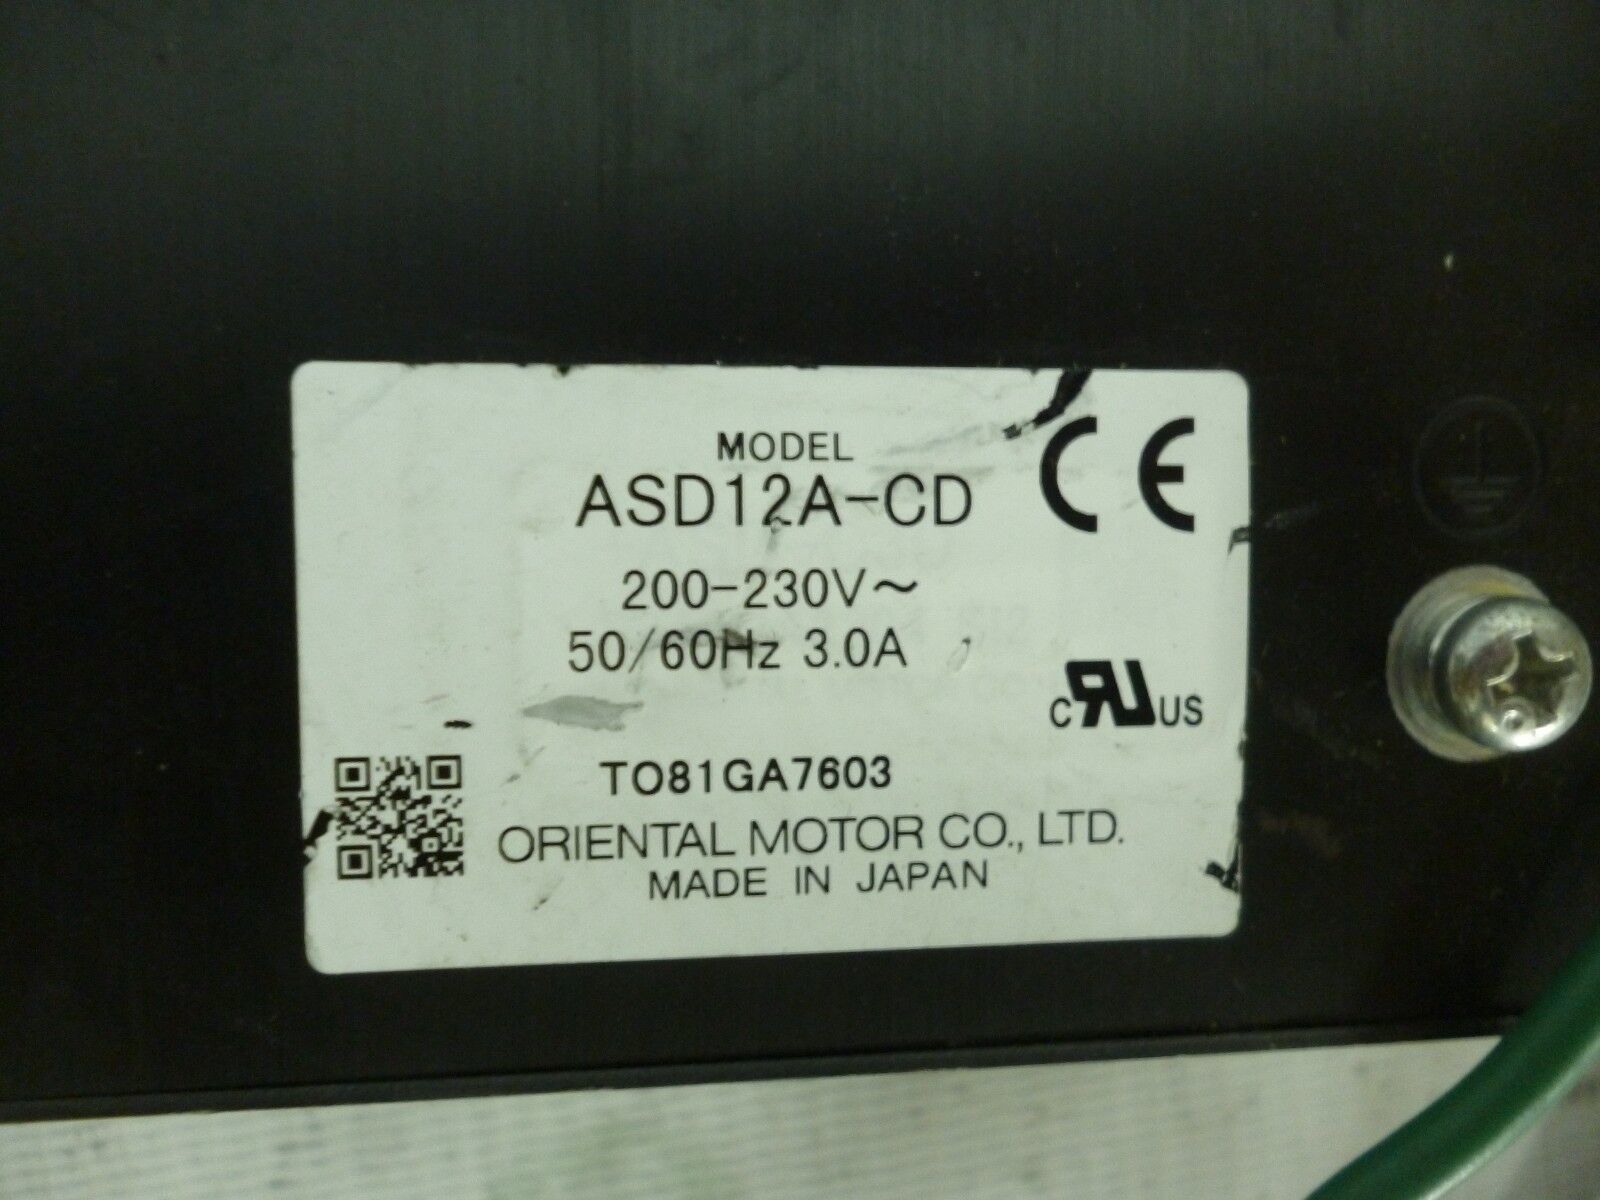 MODEL
ASD12A-CD
200-230V~
50/60Hz 3.0A
CE
c RU US
TO81GA7603
ORIENTAL MOTOR CO., LTD.
MADE IN JAPAN